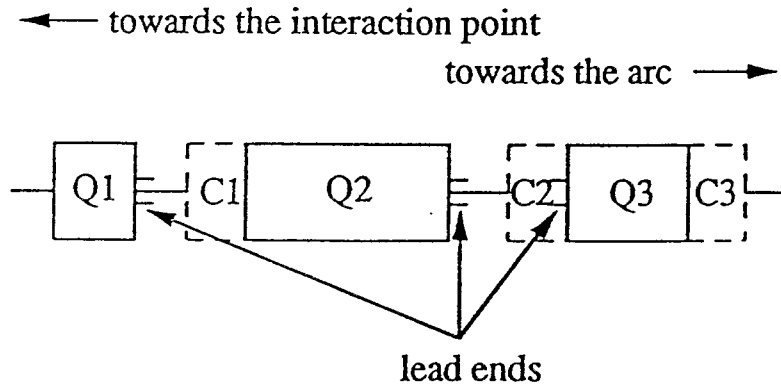 towards the interaction point
towards the arc
Q1 C1 Q2 C2 Q3 C3
lead ends